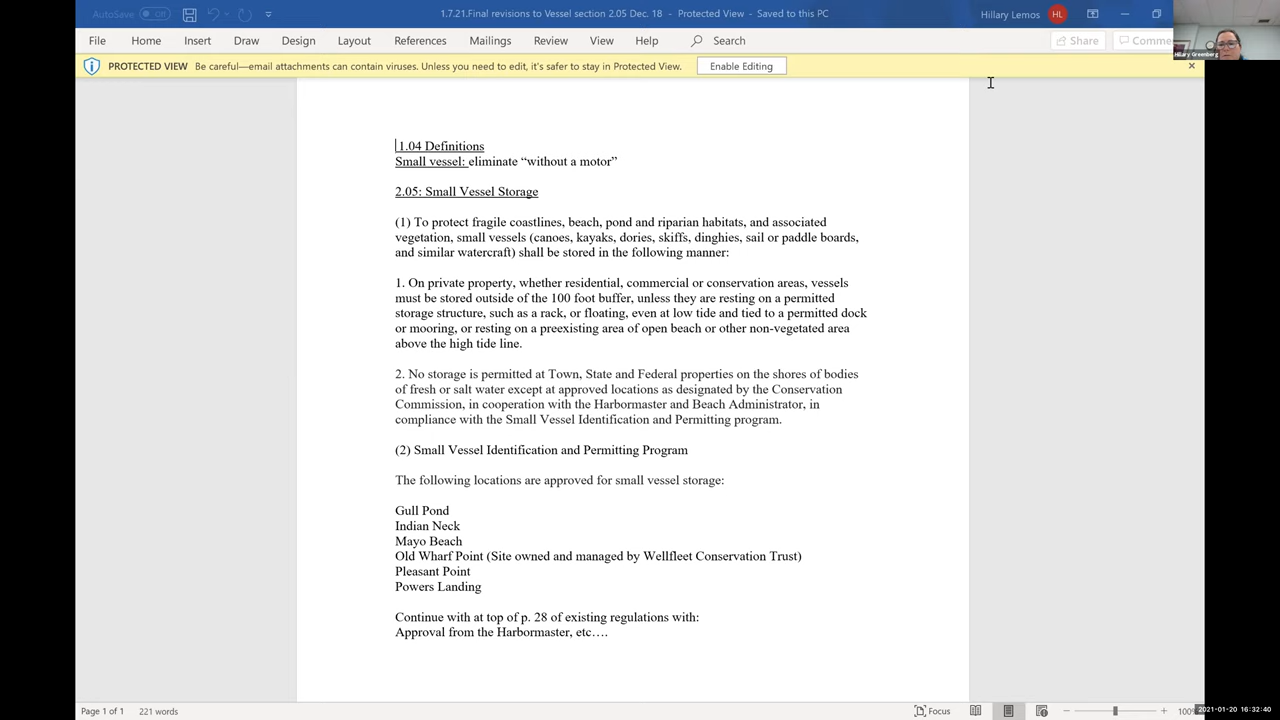 AutoSave Off 1.7.21.Final revisions to Vessel section 2.05 Dec. 18 - Protected View - Saved to this PC Hillary Lemos HL
File Home Insert Draw Design Layout References Mailings Review View Help Search Share Comme
Hilary Greenberg
PROTECTED VIEW Be careful—email attachments can contain viruses. Unless you need to edit, it's safer to stay in Protected View. Enable Editing
1.04 Definitions
Small vessel: eliminate “without a motor”
2.05: Small Vessel Storage
(1) To protect fragile coastlines, beach, pond and riparian habitats, and associated
vegetation, small vessels (canoes, kayaks, dories, skiffs, dinghies, sail or paddle boards,
and similar watercraft) shall be stored in the following manner:
1. On private property, whether residential, commercial or conservation areas, vessels
must be stored outside of the 100 foot buffer, unless they are resting on a permitted
storage structure, such as a rack, or floating, even at low tide and tied to a permitted dock
or mooring, or resting on a preexisting area of open beach or other non-vegetated area
above the high tide line.
2. No storage is permitted at Town, State and Federal properties on the shores of bodies
of fresh or salt water except at approved locations as designated by the Conservation
Commission, in cooperation with the Harbormaster and Beach Administrator, in
compliance with the Small Vessel Identification and Permitting program.
(2) Small Vessel Identification and Permitting Program
The following locations are approved for small vessel storage:
Gull Pond
Indian Neck
Mayo Beach
Old Wharf Point (Site owned and managed by Wellfleet Conservation Trust)
Pleasant Point
Powers Landing
Continue with at top of p. 28 of existing regulations with:
Approval from the Harbormaster, etc….
Page 1 of 1 221 words Focus 100% 2021-01-20 16:32:40